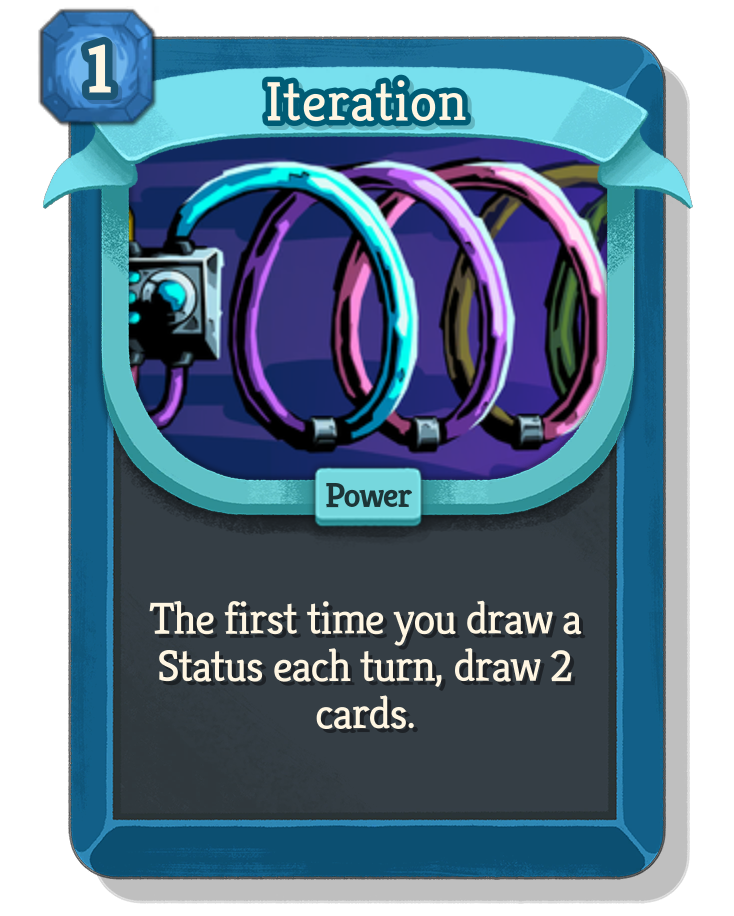 1
Iteration
Power
The first time you draw a
Status each turn, draw 2
cards.